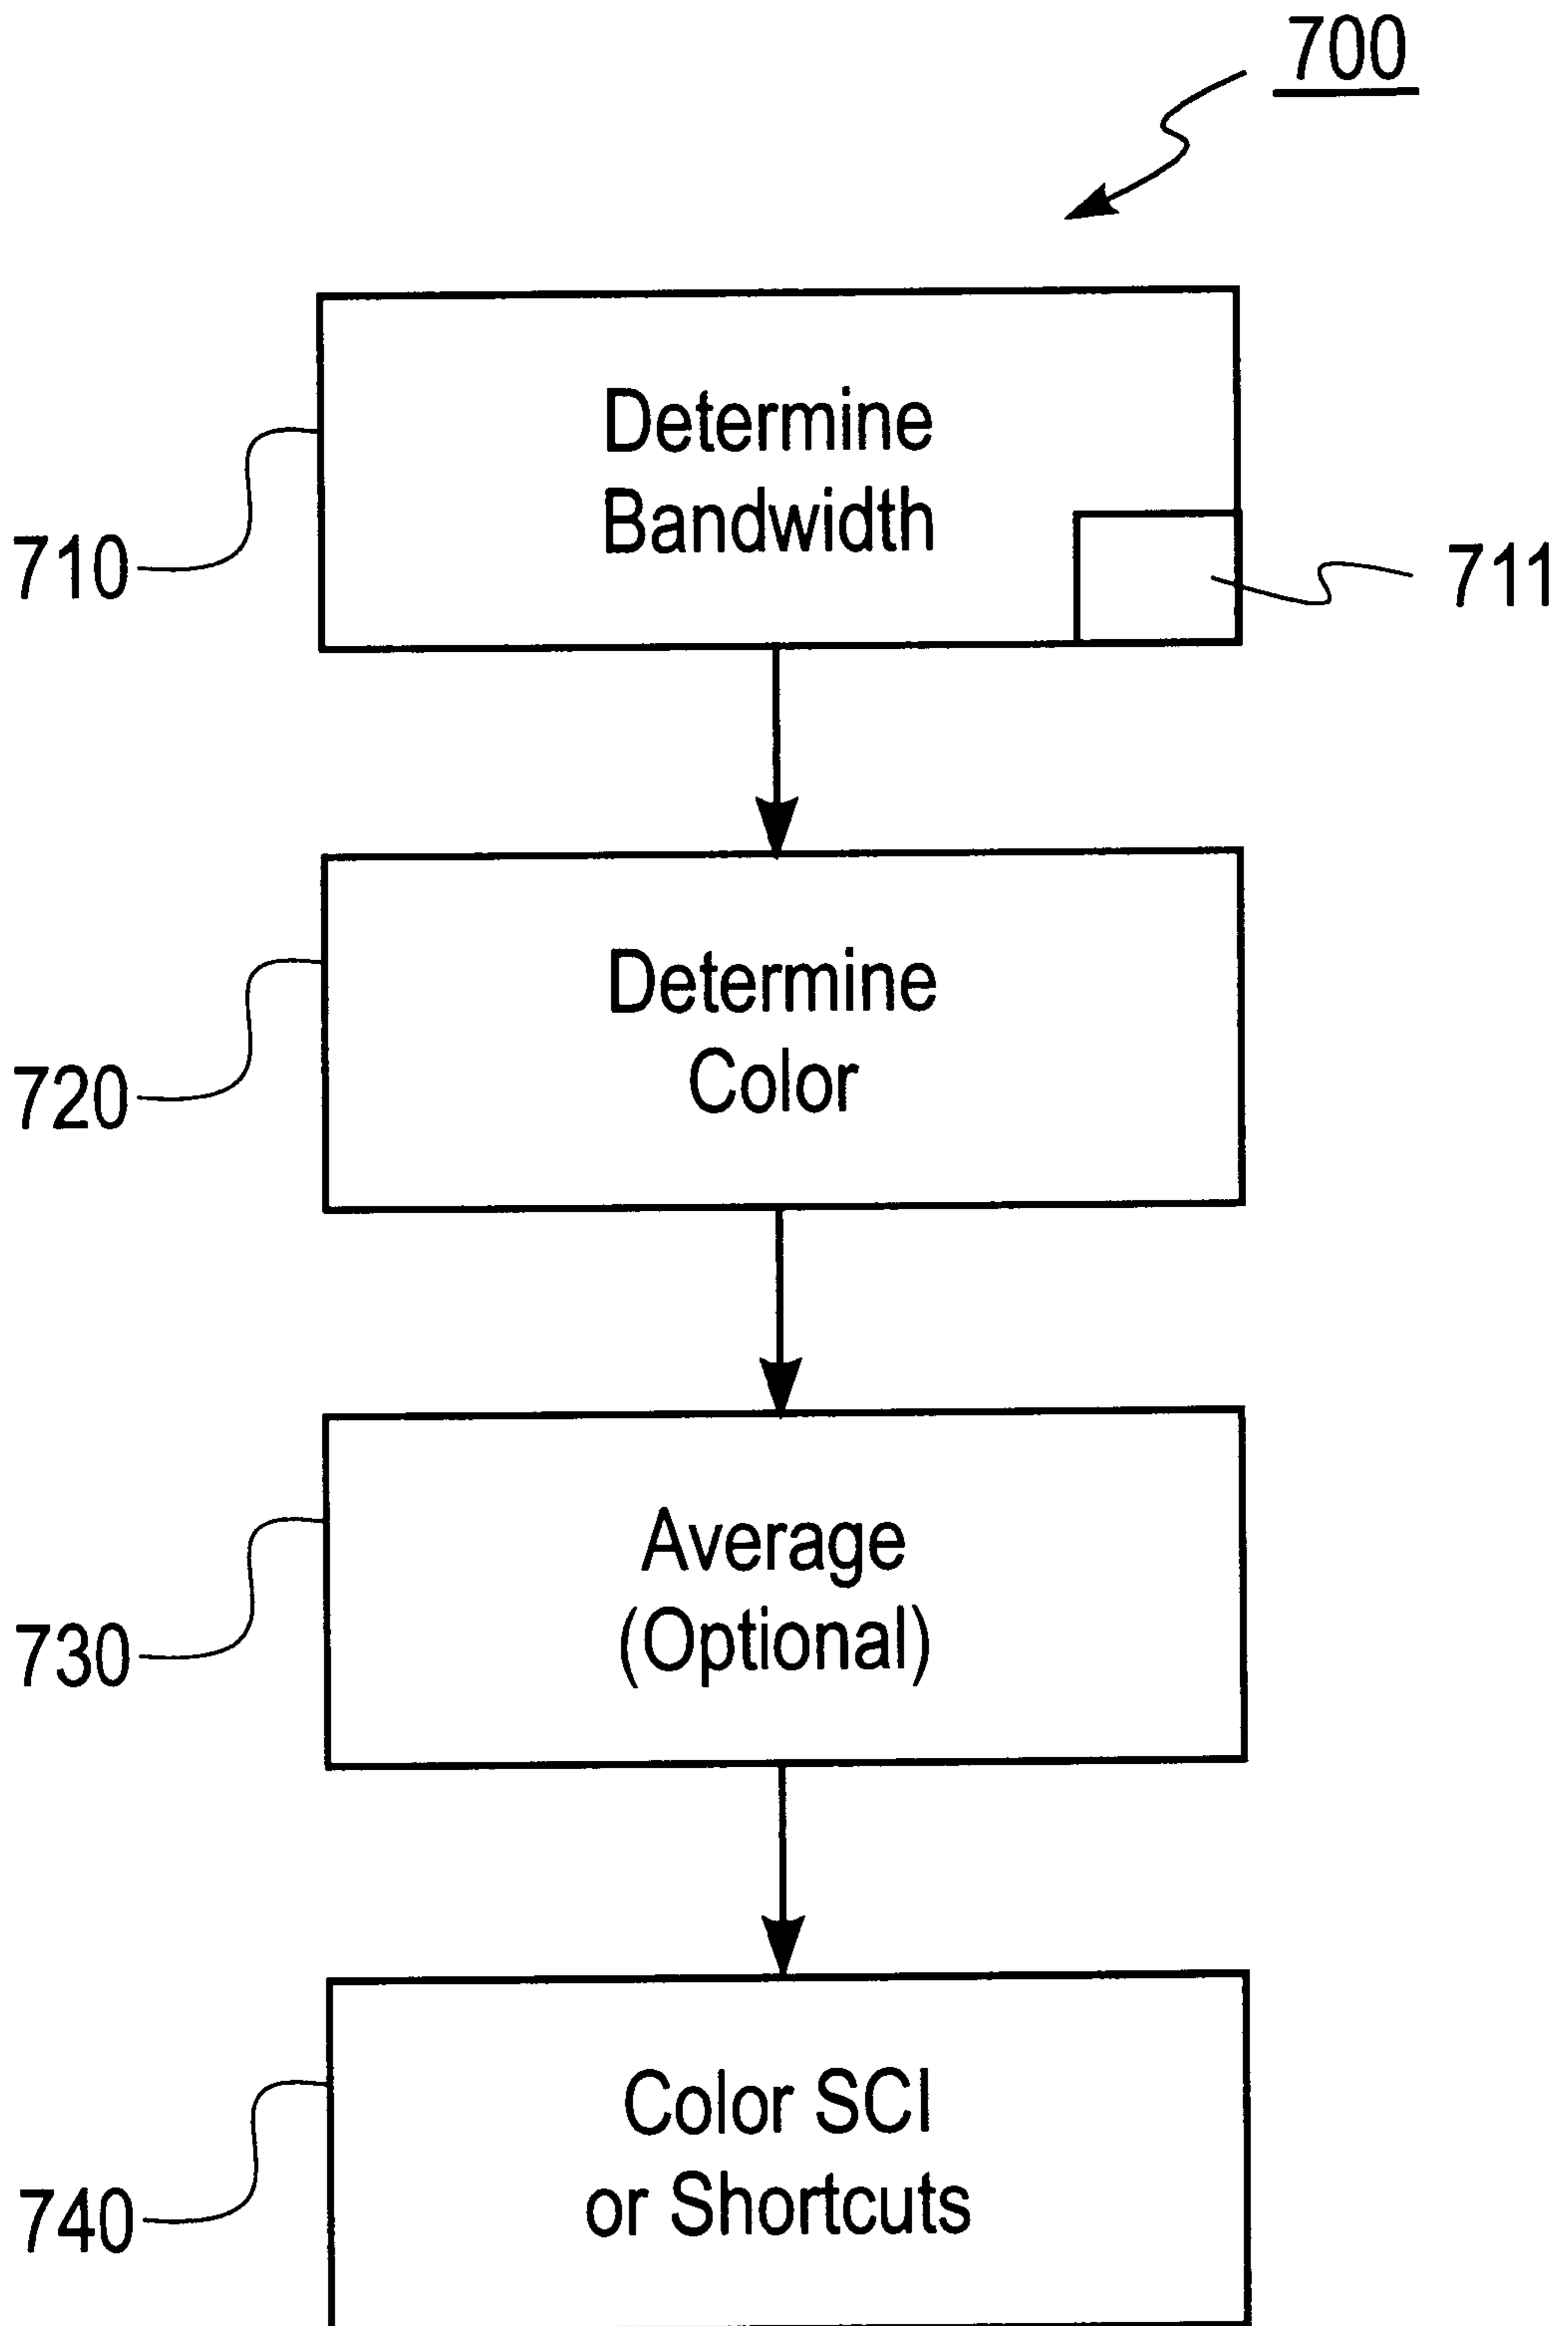 700
Determine
Bandwidth
710
711
Determine
Color
720
Average
(Optional)
730
Color SCI
or Shortcuts
740